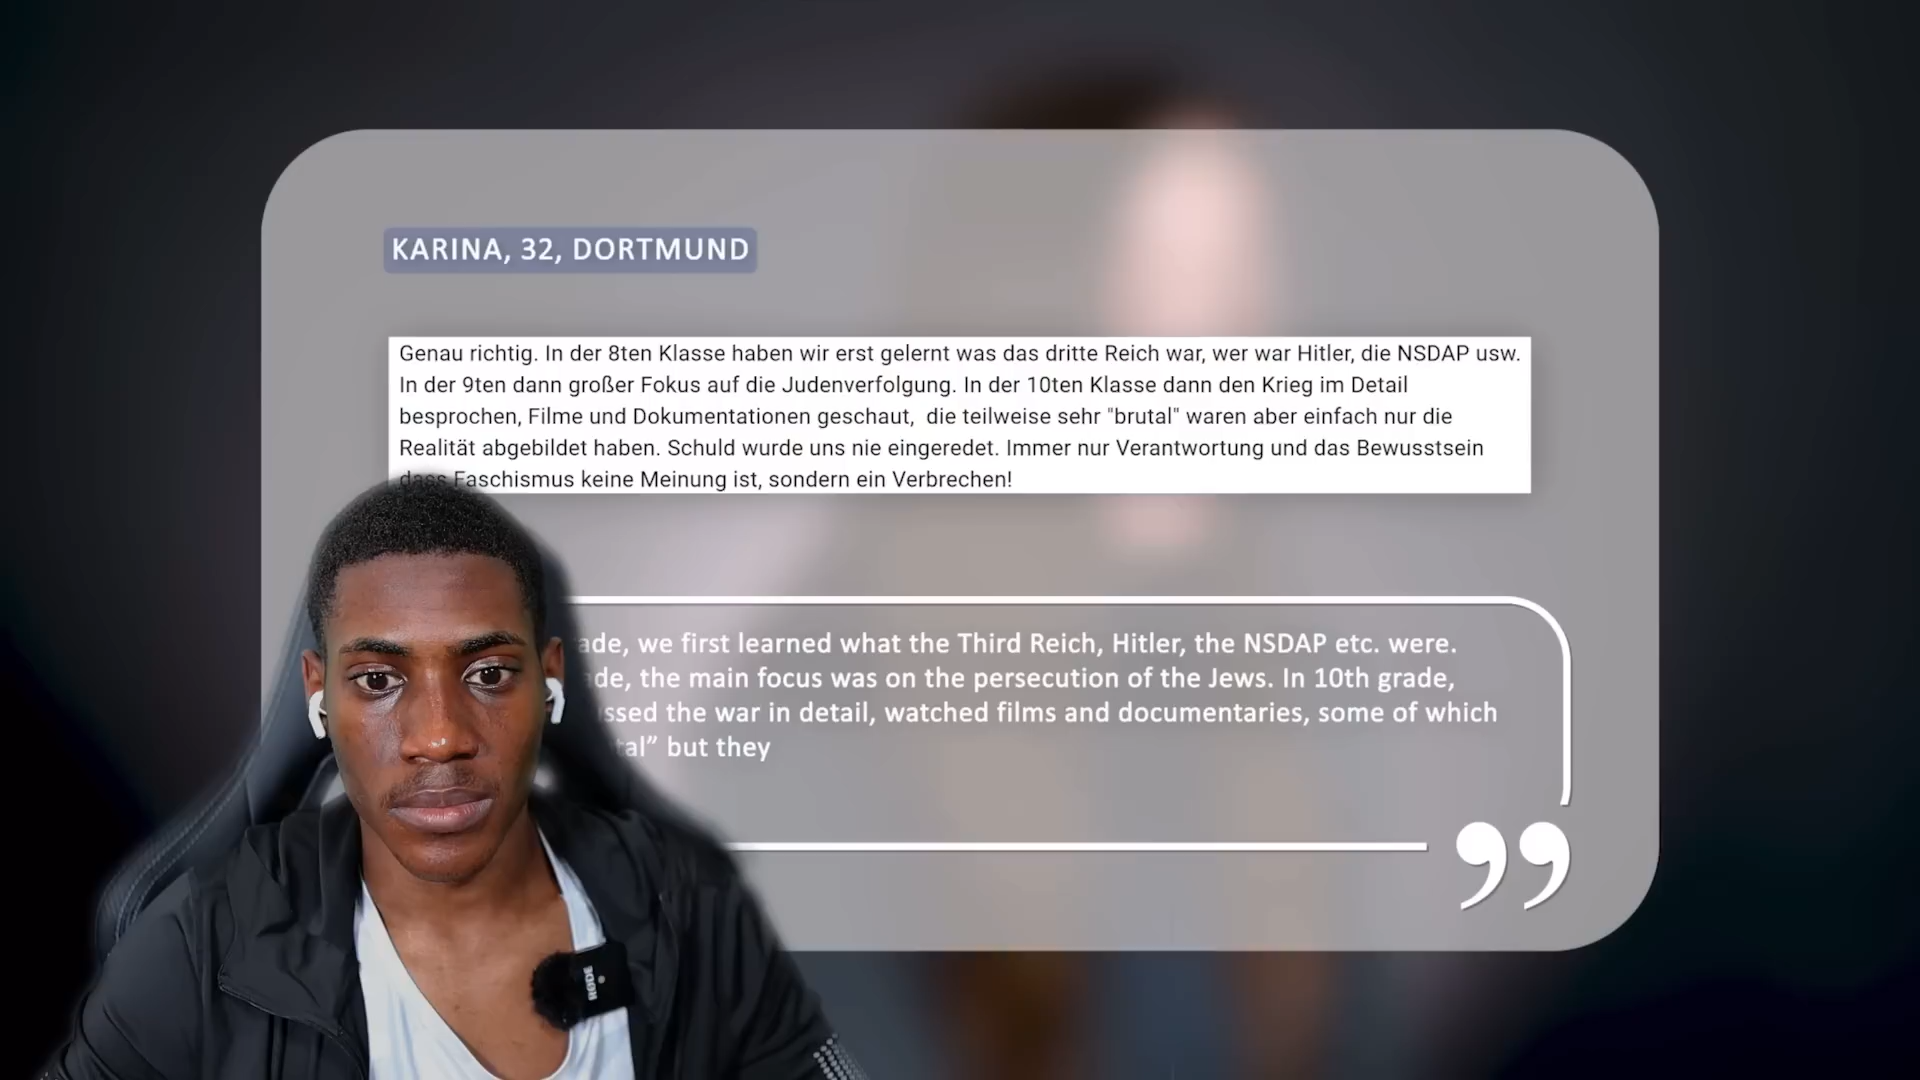 KARINA, 32, DORTMUND
Genau richtig. In der 8ten Klasse haben wir erst gelernt was das dritte Reich war, wer war Hitler, die NSDAP usw.
In der 9ten dann großer Fokus auf die Judenverfolgung. In der 10ten Klasse dann den Krieg im Detail
besprochen, Filme und Dokumentationen geschaut, die teilweise sehr "brutal" waren aber einfach nur die
Realität abgebildet haben. Schuld wurde uns nie eingeredet. Immer nur Verantwortung und das Bewusstsein
dass Faschismus keine Meinung ist, sondern ein Verbrechen!
we first learned what the Third Reich, Hitler, the NSDAP etc. were.
the main focus was on the persecution of the Jews. In 10th grade,
the war in detail, watched films and documentaries, some of which
but they
”
RODE